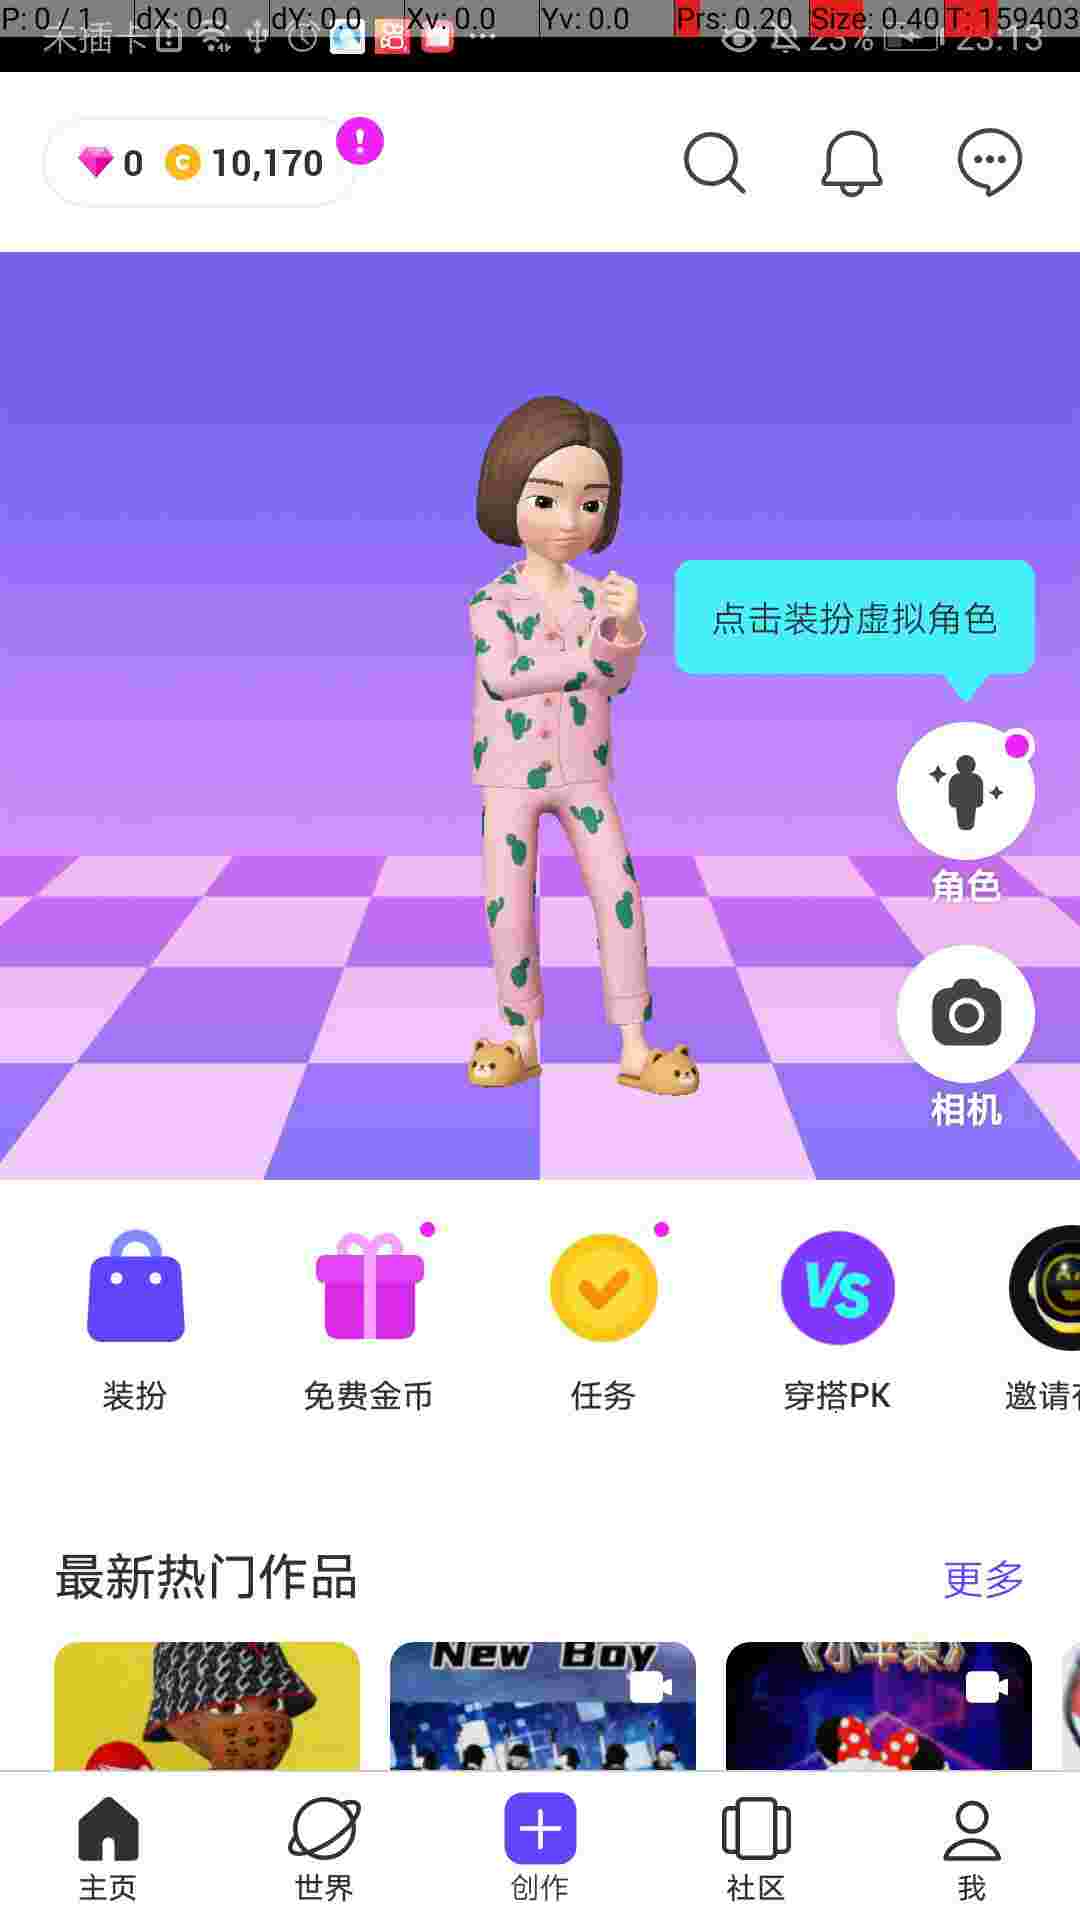 P: 0 / 1 dX: 0.0 dY: 0.0 Xv: 0.0 Yv: 0.0 Prs: 0.20 Size: 0.40 T: 159403
未插卡 23:13
0 C 10,170 !
点击装扮虚拟角色
角色
相机
VS
装扮 免费金币 任务 穿搭PK 邀请
最新热门作品 更多
New Boy 《小苹果》
主页 世界 创作 社区 我